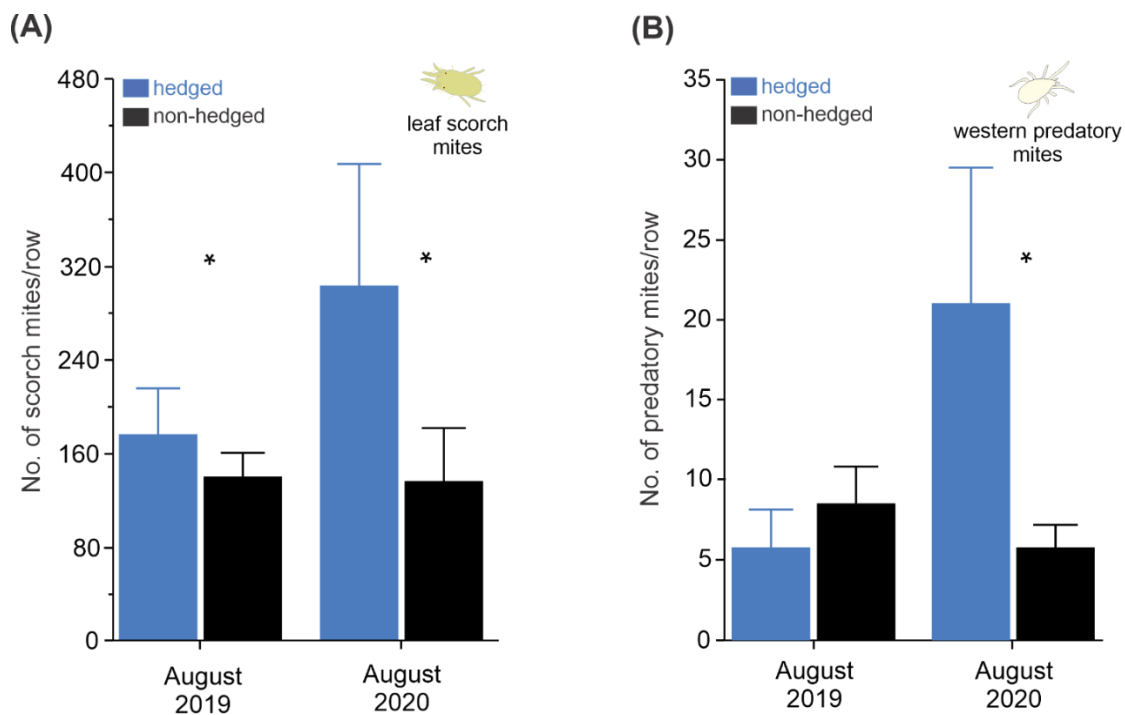 (A)
480
400
320
240
160
80
0
No. of scorch mites/row
hedged
non-hedged
leaf scorch
mites
*
*
August
2019
August
2020
(B)
35
30
25
20
15
10
5
0
No. of predatory mites/row
hedged
non-hedged
western predatory
mites
*
August
2019
August
2020